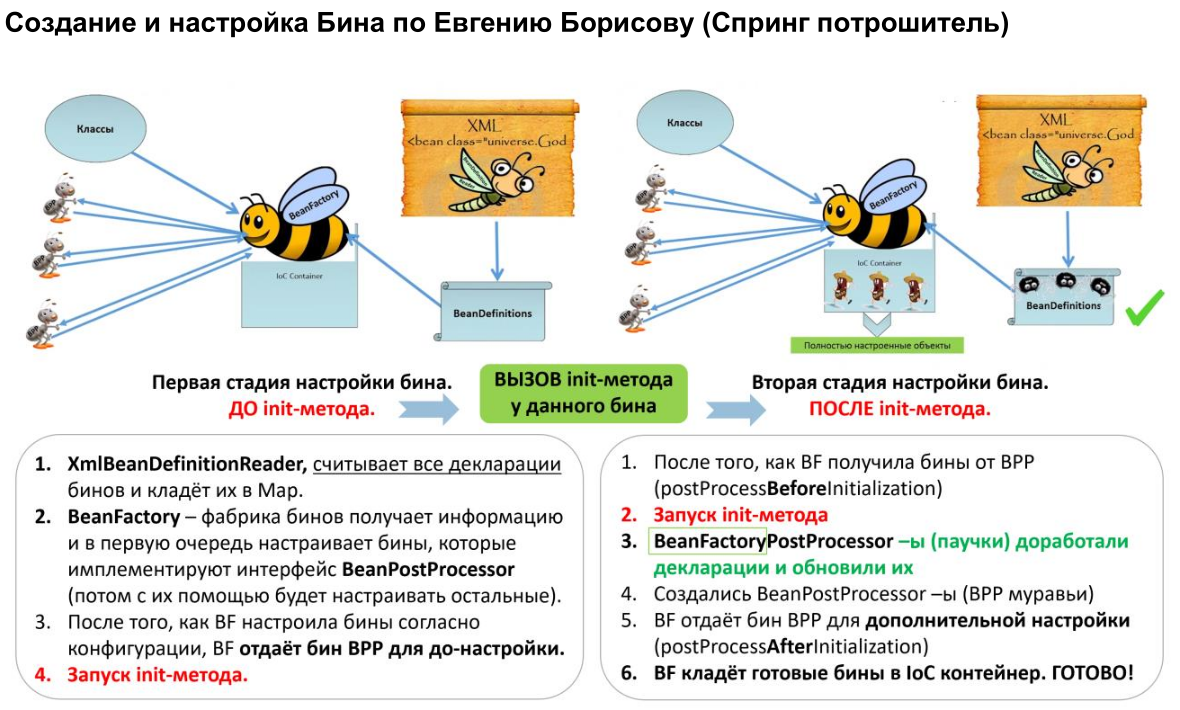 Создание и настройка Бина по Евгению Борисову (Спринг потрошитель)
Классы
XML
<bean class="universe.God
BeanFactory
IoC Container
BeanDefinitions
Классы
XML
<bean class="universe.God
BeanFactory
IoC Container
BeanDefinitions
Полностью настроенные объекты
Первая стадия настройки бина.
ДО init-метода.
ВЫЗОВ init-метода
у данного бина
Вторая стадия настройки бина.
ПОСЛЕ init-метода.
1. XmlBeanDefinitionReader, считывает все декларации
бинов и кладёт их в Map.
2. BeanFactory – фабрика бинов получает информацию
и в первую очередь настраивает бины, которые
имплементируют интерфейс BeanPostProcessor
(потом с их помощью будет настраивать остальные).
3. После того, как BF настроила бины согласно
конфигурации, BF отдаёт бин BPP для до-настройки.
4. Запуск init-метода.
1. После того, как BF получила бины от BPP
(postProcessBeforeInitialization)
2. Запуск init-метода
3. BeanFactoryPostProcessor –ы (паучки) доработали
декларации и обновили их
4. Создались BeanPostProcessor –ы (BPP муравьи)
5. BF отдаёт бин BPP для дополнительной настройки
(postProcessAfterInitialization)
6. BF кладёт готовые бины в IoC контейнер. ГОТОВО!